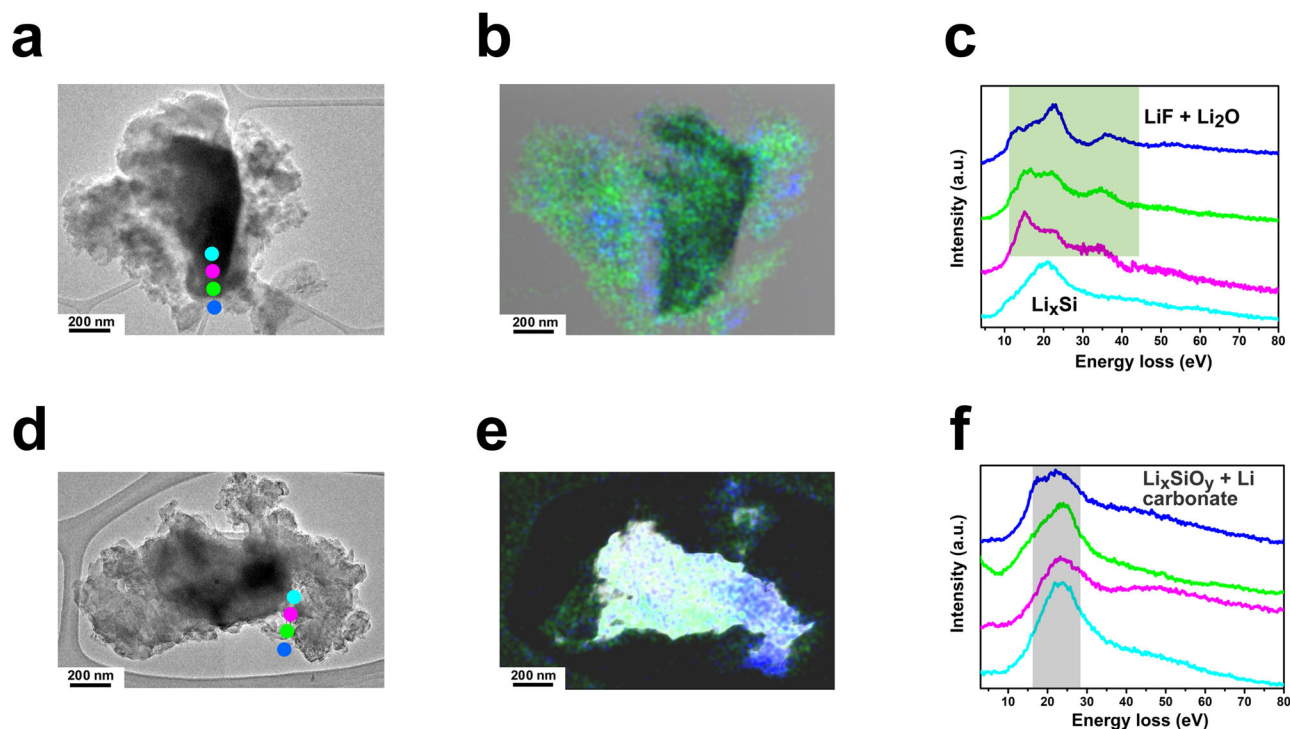 a
b
c
200 nm
200 nm
LiF + Li2O
LixSi
Intensity (a.u.)
10 20 30 40 50 60 70 80
Energy loss (eV)
d
e
f
200 nm
200 nm
LixSiOy + Li
carbonate
Intensity (a.u.)
10 20 30 40 50 60 70 80
Energy loss (eV)